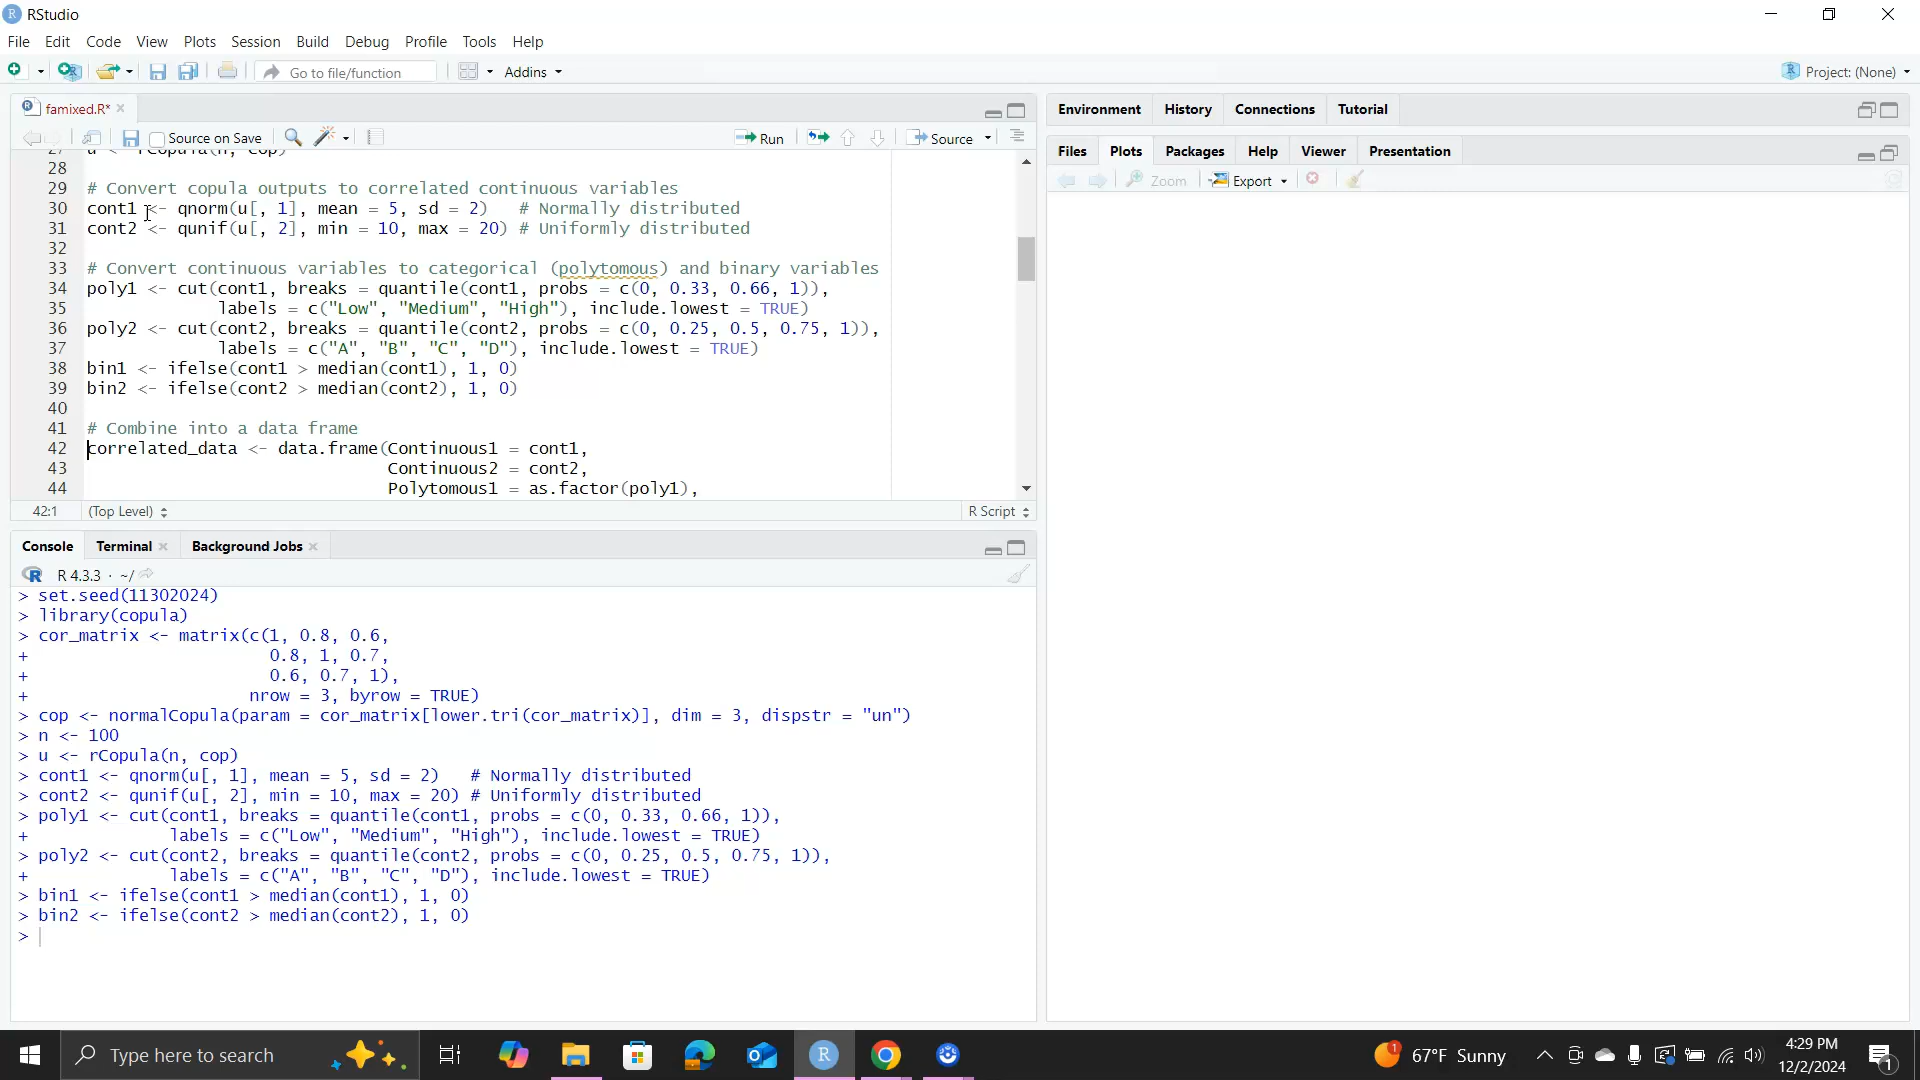 RStudio
File Edit Code View Plots Session Build Debug Profile Tools Help
Go to file/function Addins Project: (None)
famixed.R*
Source on Save Run Source
27 u <- rCopula(n, cop)
28
29 # Convert copula outputs to correlated continuous variables
30 cont1 <- qnorm(u[, 1], mean = 5, sd = 2)   # Normally distributed
31 cont2 <- qunif(u[, 2], min = 10, max = 20) # Uniformly distributed
32
33 # Convert continuous variables to categorical (polytomous) and binary variables
34 poly1 <- cut(cont1, breaks = quantile(cont1, probs = c(0, 0.33, 0.66, 1)),
35              labels = c("Low", "Medium", "High"), include.lowest = TRUE)
36 poly2 <- cut(cont2, breaks = quantile(cont2, probs = c(0, 0.25, 0.5, 0.75, 1)),
37              labels = c("A", "B", "C", "D"), include.lowest = TRUE)
38 bin1 <- ifelse(cont1 > median(cont1), 1, 0)
39 bin2 <- ifelse(cont2 > median(cont2), 1, 0)
40
41 # Combine into a data frame
42 correlated_data <- data.frame(Continuous1 = cont1,
43                               Continuous2 = cont2,
44                               Polytomous1 = as.factor(poly1),
42:1 (Top Level) R Script
Console Terminal Background Jobs
R 4.3.3 · ~/
> set.seed(11302024)
> library(copula)
> cor_matrix <- matrix(c(1, 0.8, 0.6,
+                        0.8, 1, 0.7,
+                        0.6, 0.7, 1),
+                      nrow = 3, byrow = TRUE)
> cop <- normalCopula(param = cor_matrix[lower.tri(cor_matrix)], dim = 3, dispstr = "un")
> n <- 100
> u <- rCopula(n, cop)
> cont1 <- qnorm(u[, 1], mean = 5, sd = 2)   # Normally distributed
> cont2 <- qunif(u[, 2], min = 10, max = 20) # Uniformly distributed
> poly1 <- cut(cont1, breaks = quantile(cont1, probs = c(0, 0.33, 0.66, 1)),
+              labels = c("Low", "Medium", "High"), include.lowest = TRUE)
> poly2 <- cut(cont2, breaks = quantile(cont2, probs = c(0, 0.25, 0.5, 0.75, 1)),
+              labels = c("A", "B", "C", "D"), include.lowest = TRUE)
> bin1 <- ifelse(cont1 > median(cont1), 1, 0)
> bin2 <- ifelse(cont2 > median(cont2), 1, 0)
>
Environment History Connections Tutorial
Files Plots Packages Help Viewer Presentation
Zoom Export
Type here to search
67°F Sunny
4:29 PM
12/2/2024
1